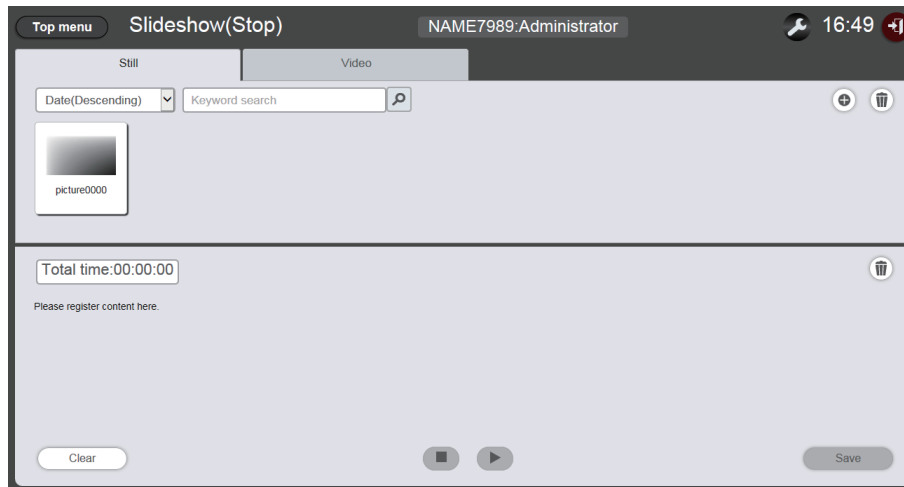 Top menu Slideshow(Stop) NAME7989:Administrator 16:49
Still Video
Date(Descending) Keyword search
picture0000
Total time:00:00:00
Please register content here.
Clear Save